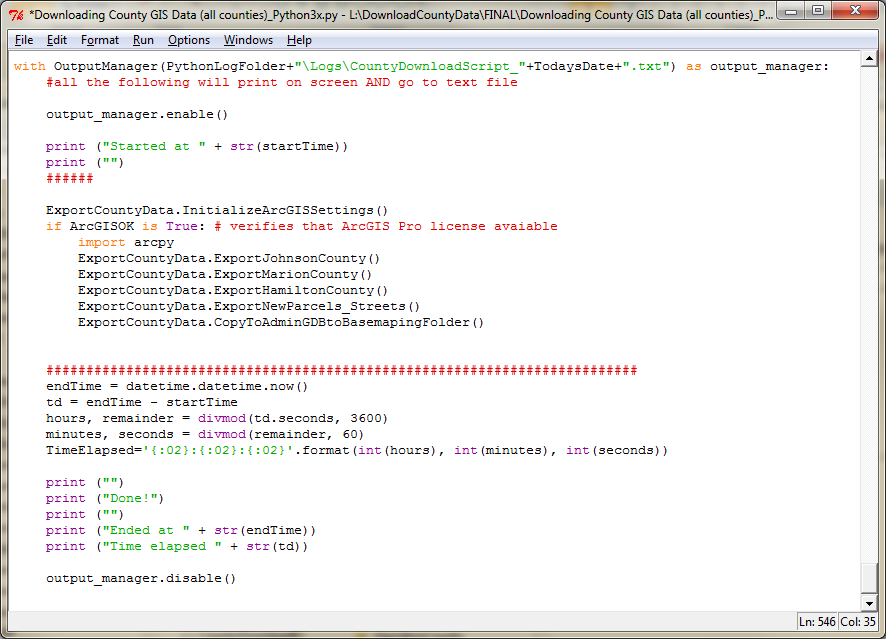 *Downloading County GIS Data (all counties)_Python3x.py - L:\DownloadCountyData\FINAL\Downloading County GIS Data (all counties)_P...
File Edit Format Run Options Windows Help
with OutputManager(PythonLogFolder+"\Logs\CountyDownloadScript_"+TodaysDate+".txt") as output_manager:
    #all the following will print on screen AND go to text file

    output_manager.enable()

    print ("Started at " + str(startTime))
    print ("")
    ######

    ExportCountyData.InitializeArcGISSettings()
    if ArcGISOK is True: # verifies that ArcGIS Pro license avaiable
        import arcpy
        ExportCountyData.ExportJohnsonCounty()
        ExportCountyData.ExportMarionCounty()
        ExportCountyData.ExportHamiltonCounty()
        ExportCountyData.ExportNewParcels_Streets()
        ExportCountyData.CopyToAdminGDBtoBasemapingFolder()


    ##########################################################################
    endTime = datetime.datetime.now()
    td = endTime - startTime
    hours, remainder = divmod(td.seconds, 3600)
    minutes, seconds = divmod(remainder, 60)
    TimeElapsed='{:02}:{:02}:{:02}'.format(int(hours), int(minutes), int(seconds))

    print ("")
    print ("Done!")
    print ("")
    print ("Ended at " + str(endTime))
    print ("Time elapsed " + str(td))

    output_manager.disable()
Ln: 546 Col: 35